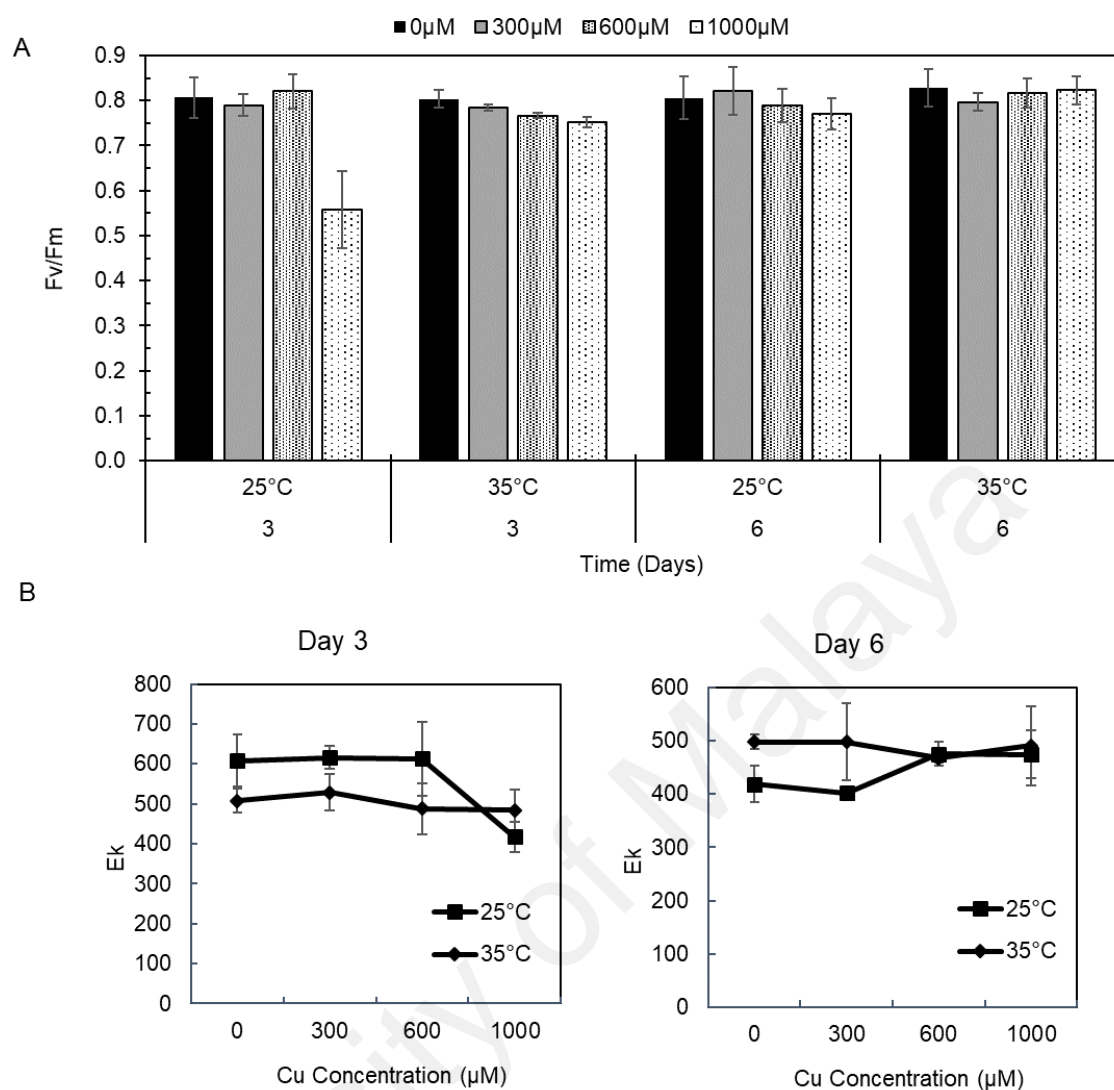 A
0µM 300µM 600µM 1000µM
0.9
0.8
0.7
0.6
0.5
0.4
0.3
0.2
0.1
0.0
Fv/Fm
25°C 35°C 25°C 35°C
3 3 6 6
Time (Days)
B
Day 3
800
700
600
500
400
300
200
100
0
Ek
25°C
35°C
0 300 600 1000
Cu Concentration (µM)
Day 6
600
500
400
300
200
100
0
Ek
25°C
35°C
0 300 600 1000
Cu Concentration (µM)
ity of Malaya